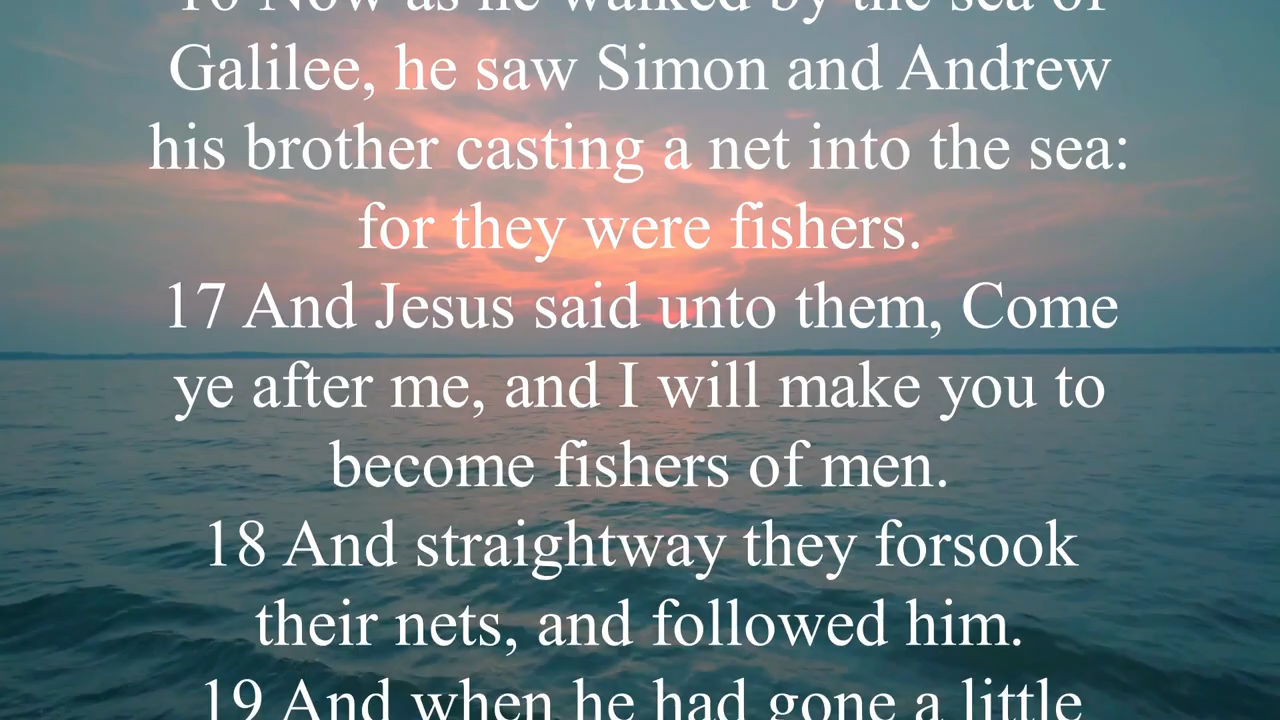 16 Now as he walked by the sea of
Galilee, he saw Simon and Andrew
his brother casting a net into the sea:
for they were fishers.
17 And Jesus said unto them, Come
ye after me, and I will make you to
become fishers of men.
18 And straightway they forsook
their nets, and followed him.
19 And when he had gone a little